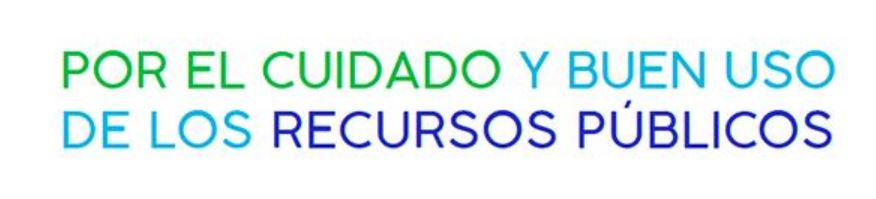 POR EL CUIDADO Y BUEN USO
DE LOS RECURSOS PÚBLICOS